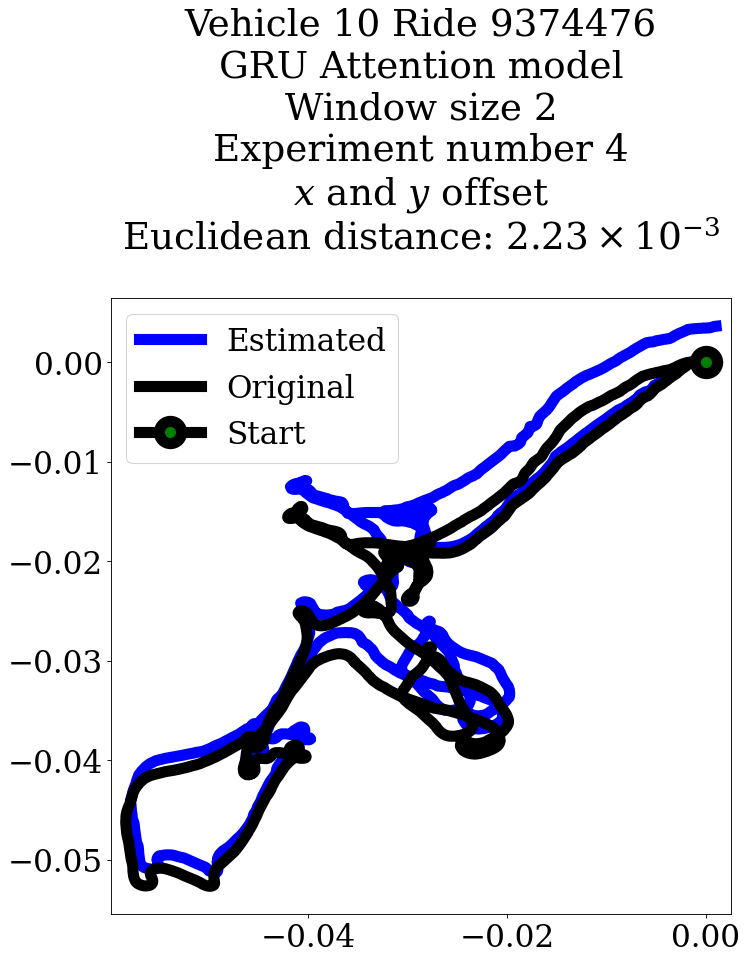 Vehicle 10 Ride 9374476
GRU Attention model
Window size 2
Experiment number 4
x and y offset
Euclidean distance: 2.23 × 10⁻³
Estimated
Original
Start
0.00
−0.01
−0.02
−0.03
−0.04
−0.05
−0.04
−0.02
0.00